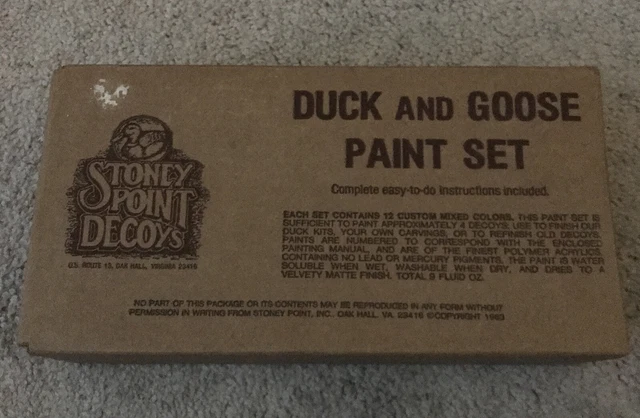 STONEY
POINT
DECOYS
U.S. ROUTE 13, OAK HALL, VIRGINIA 23416
DUCK AND GOOSE
PAINT SET
Complete easy-to-do instructions included.
EACH SET CONTAINS 12 CUSTOM MIXED COLORS. THIS PAINT SET IS
SUFFICIENT TO PAINT APPROXIMATELY 4 DECOYS: USE TO FINISH OUR
DUCK KITS, YOUR OWN CARVINGS, OR TO REFINISH OLD DECOYS.
PAINTS ARE NUMBERED TO CORRESPOND WITH THE ENCLOSED
PAINTING MANUAL, AND ARE OF THE FINEST POLYMER ACRYLICS,
CONTAINING NO LEAD OR MERCURY PIGMENTS. THE PAINT IS WATER
SOLUBLE WHEN WET, WASHABLE WHEN DRY, AND DRIES TO A
VELVETY MATTE FINISH. TOTAL 9 FLUID OZ.
NO PART OF THIS PACKAGE OR ITS CONTENTS MAY BE REPRODUCED IN ANY FORM WITHOUT
PERMISSION IN WRITING FROM STONEY POINT, INC. OAK HALL, VA. 23416 ©COPYRIGHT 1983